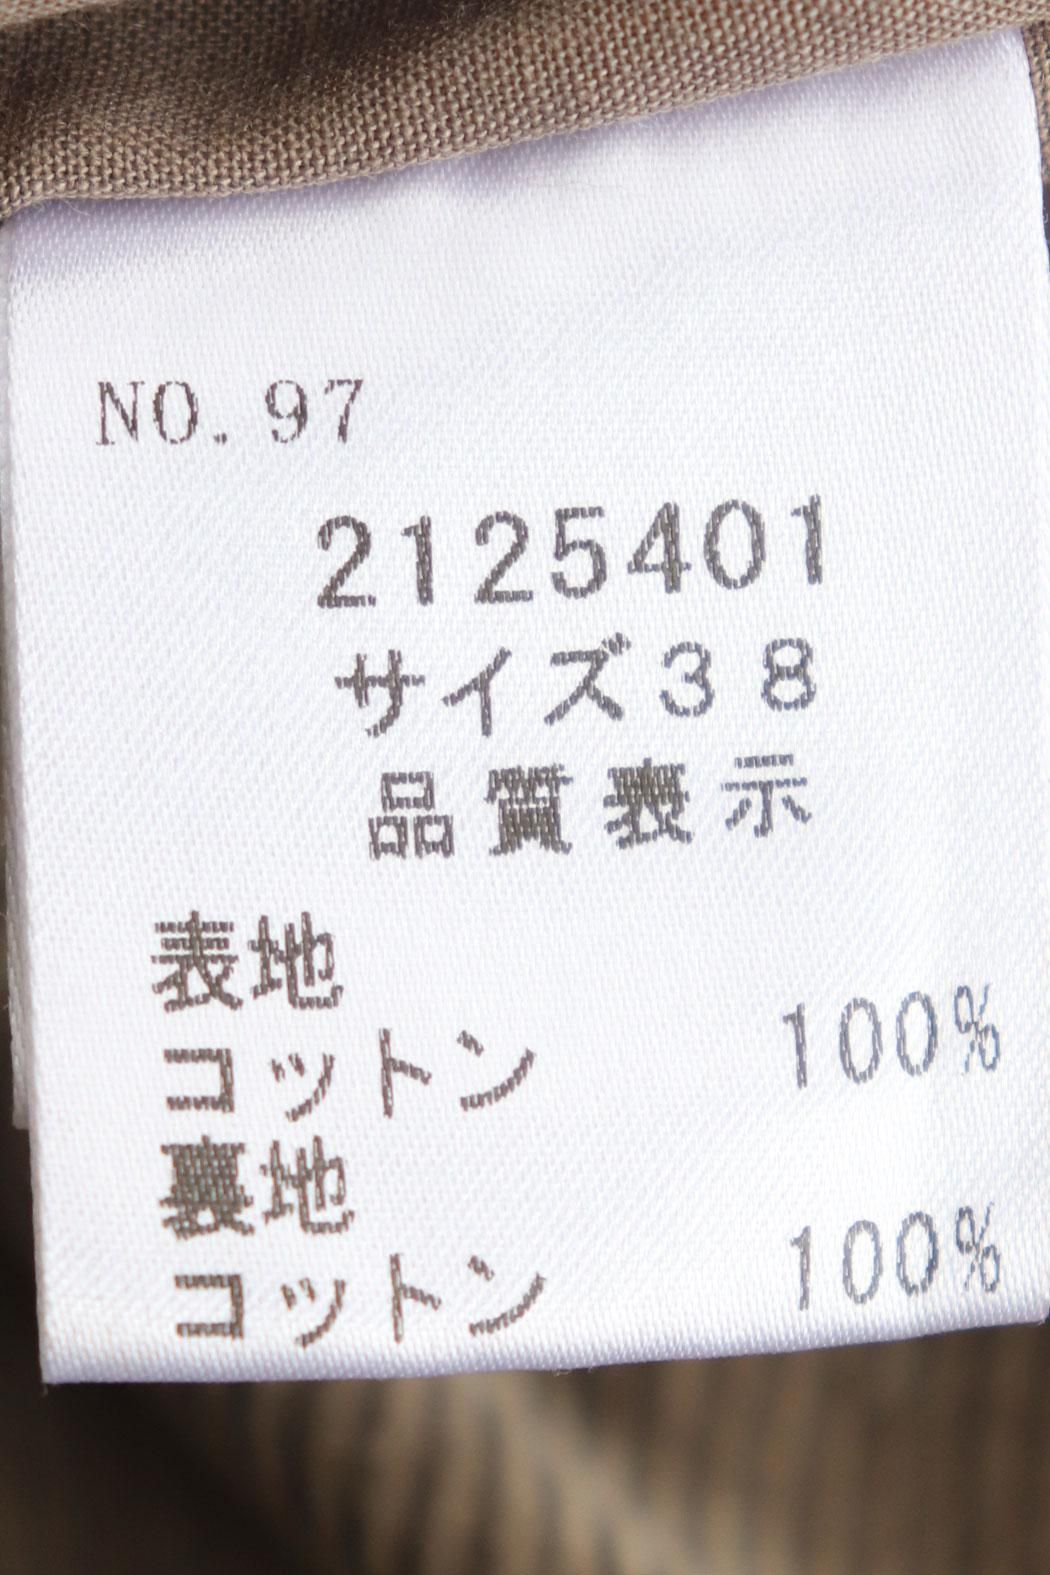 NO. 97
2125401
サイズ38
品質表示
表地
コットン 100%
裏地
コットン 100%